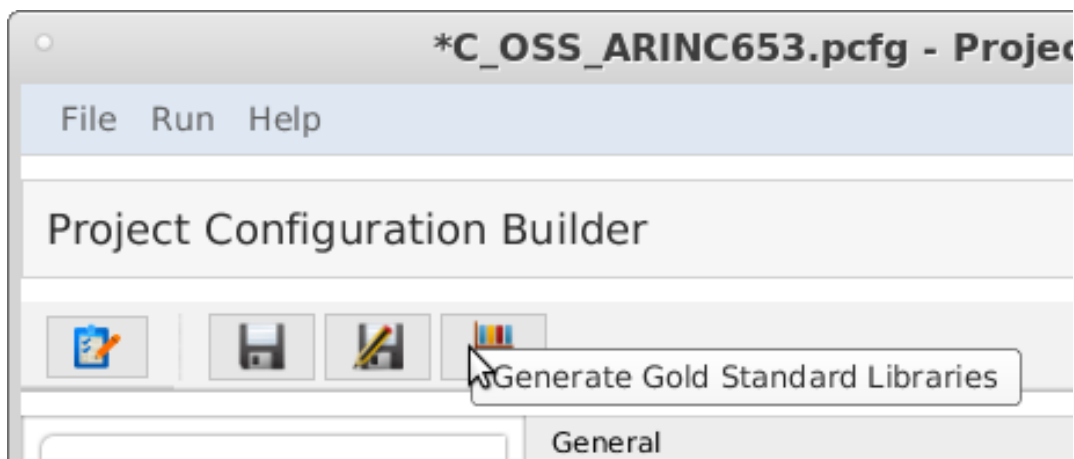 *C_OSS_ARINC653.pcfg - Projec
File Run Help
Project Configuration Builder
Generate Gold Standard Libraries
General